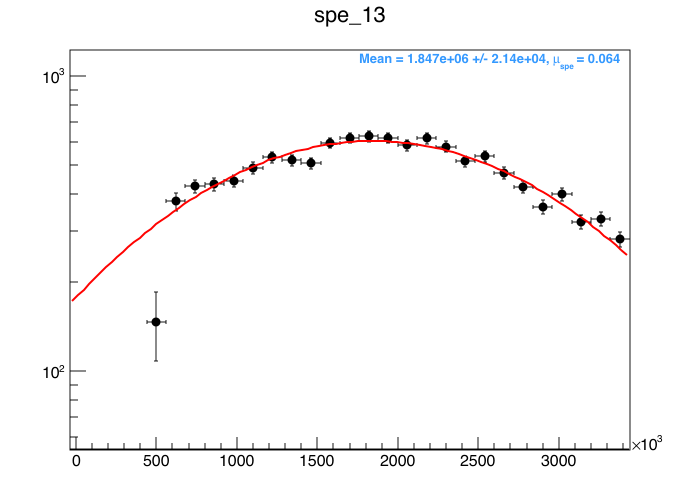 spe_13
Mean = 1.847e+06 +/- 2.14e+04, μspe = 0.064
10³
10²
0 500 1000 1500 2000 2500 3000 ×10³